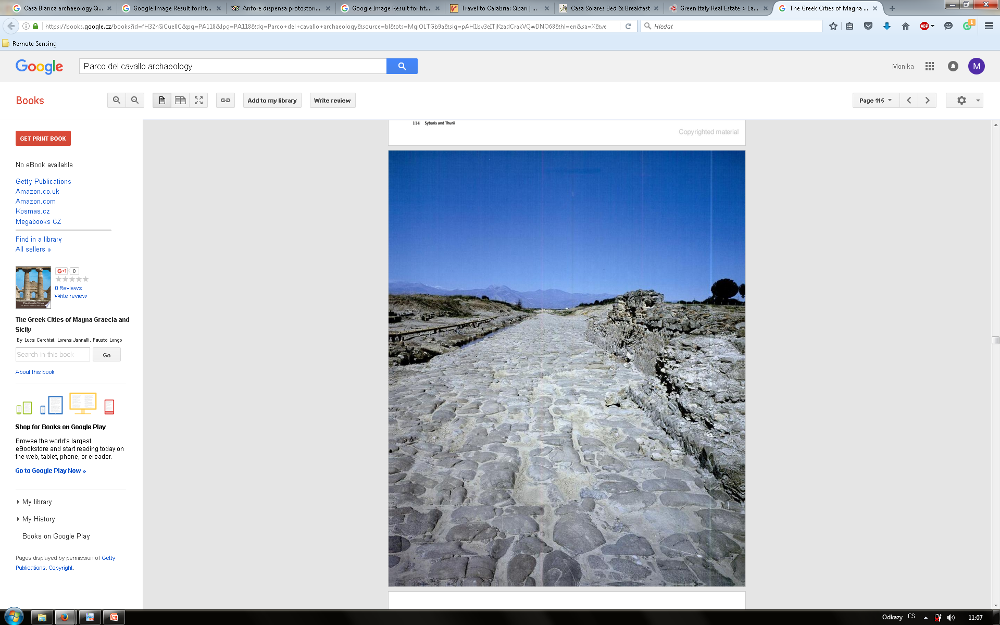 Casa Bianca archaeology Si...
Google Image Result for ht...
Anfore dispensa protostori...
Google Image Result for ht...
Travel to Calabria: Sibari | ...
Casa Solares Bed & Breakfast
Green Italy Real Estate > La...
The Greek Cities of Magna ...
https://books.google.cz/books?id=fH32nSiCue0C&pg=PA118&lpg=PA118&dq=Parco+del+cavallo+archaeology&source=bl&ots=MgiOLTGb9a&sig=pAH1bv3eITjKzadCrakVQwDNO68&hl=en&sa=X&ve
Hledat
ABP
1
Remote Sensing
Google
Parco del cavallo archaeology
Monika
M
Books
Add to my library
Write review
Page 115
GET PRINT BOOK
No eBook available
Getty Publications
Amazon.co.uk
Amazon.com
Kosmas.cz
Megabooks CZ
Find in a library
All sellers »
G+1
0
0 Reviews
Write review
The Greek Cities
The Greek Cities of Magna Graecia and
Sicily
By Luca Cerchiai, Lorena Jannelli, Fausto Longo
Search in this book
Go
About this book
Shop for Books on Google Play
Browse the world's largest
eBookstore and start reading today on
the web, tablet, phone, or ereader.
Go to Google Play Now »
My library
My History
Books on Google Play
Pages displayed by permission of Getty
Publications. Copyright.
114 Sybaris and Thurii
Copyrighted material
Odkazy
CS
11:07